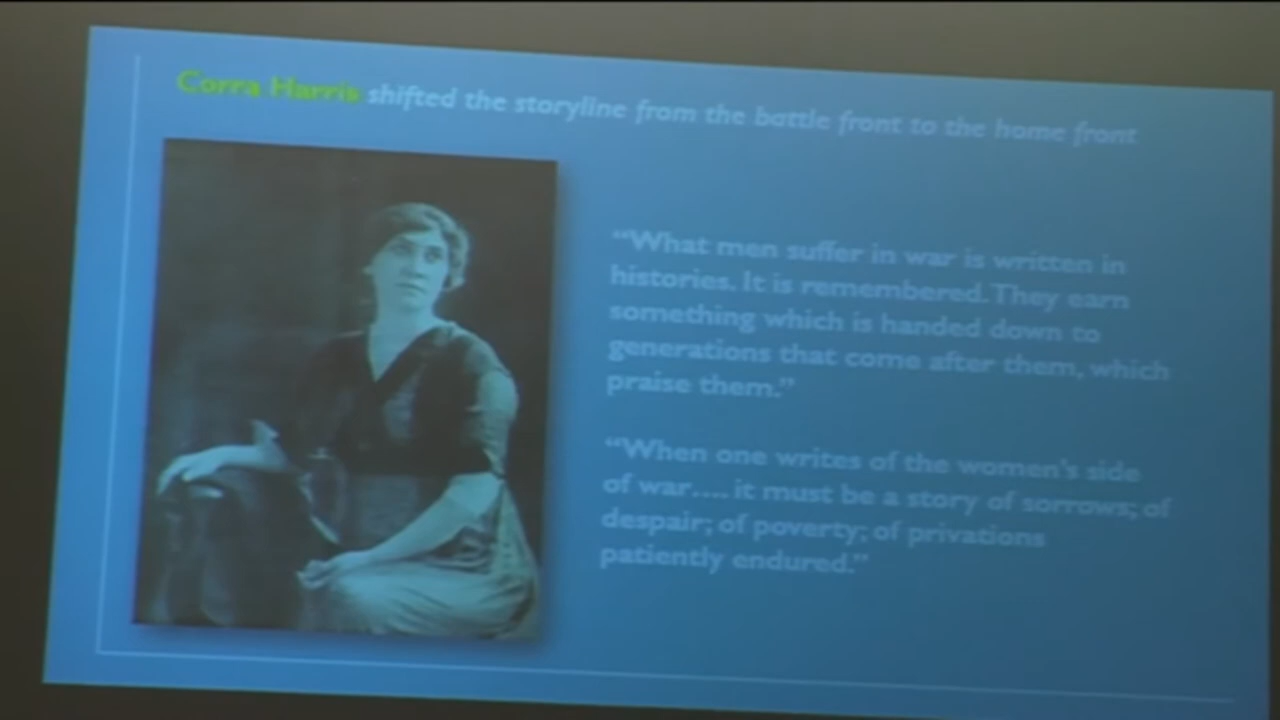 Corra Harris shifted the storyline from the battle front to the home front
“What men suffer in war is written in
histories. It is remembered. They earn
something which is handed down to
generations that come after them, which
praise them.”
“When one writes of the women’s side
of war.... it must be a story of sorrows; of
despair; of poverty; of privations
patiently endured.”